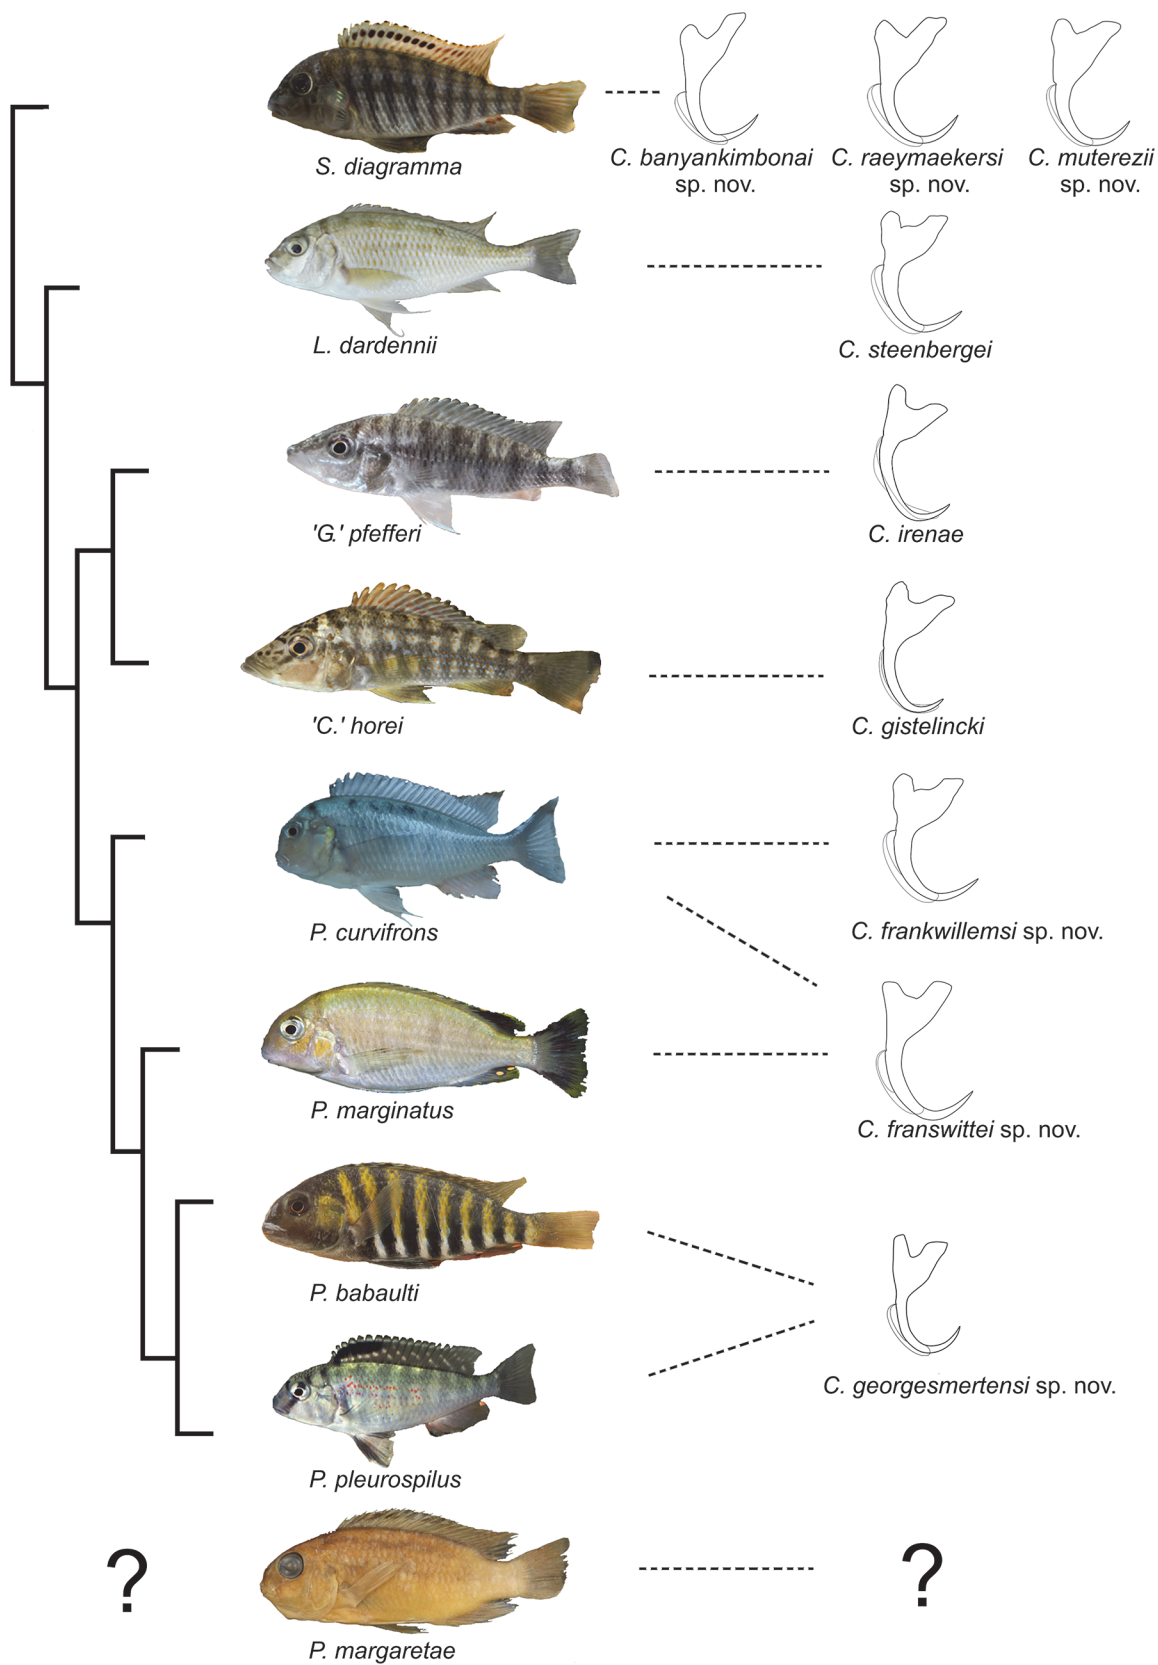 S. diagramma
C. banyankimbonai
sp. nov.
C. raeymaekersi
sp. nov.
C. muterezii
sp. nov.
L. dardennii
C. steenbergei
'G.' pfefferi
C. irenae
'C.' horei
C. gistelincki
P. curvifrons
C. frankwillemsi sp. nov.
P. marginatus
C. franswittei sp. nov.
P. babaulti
C. georgesmertensi sp. nov.
P. pleurospilus
?
?
P. margaretae